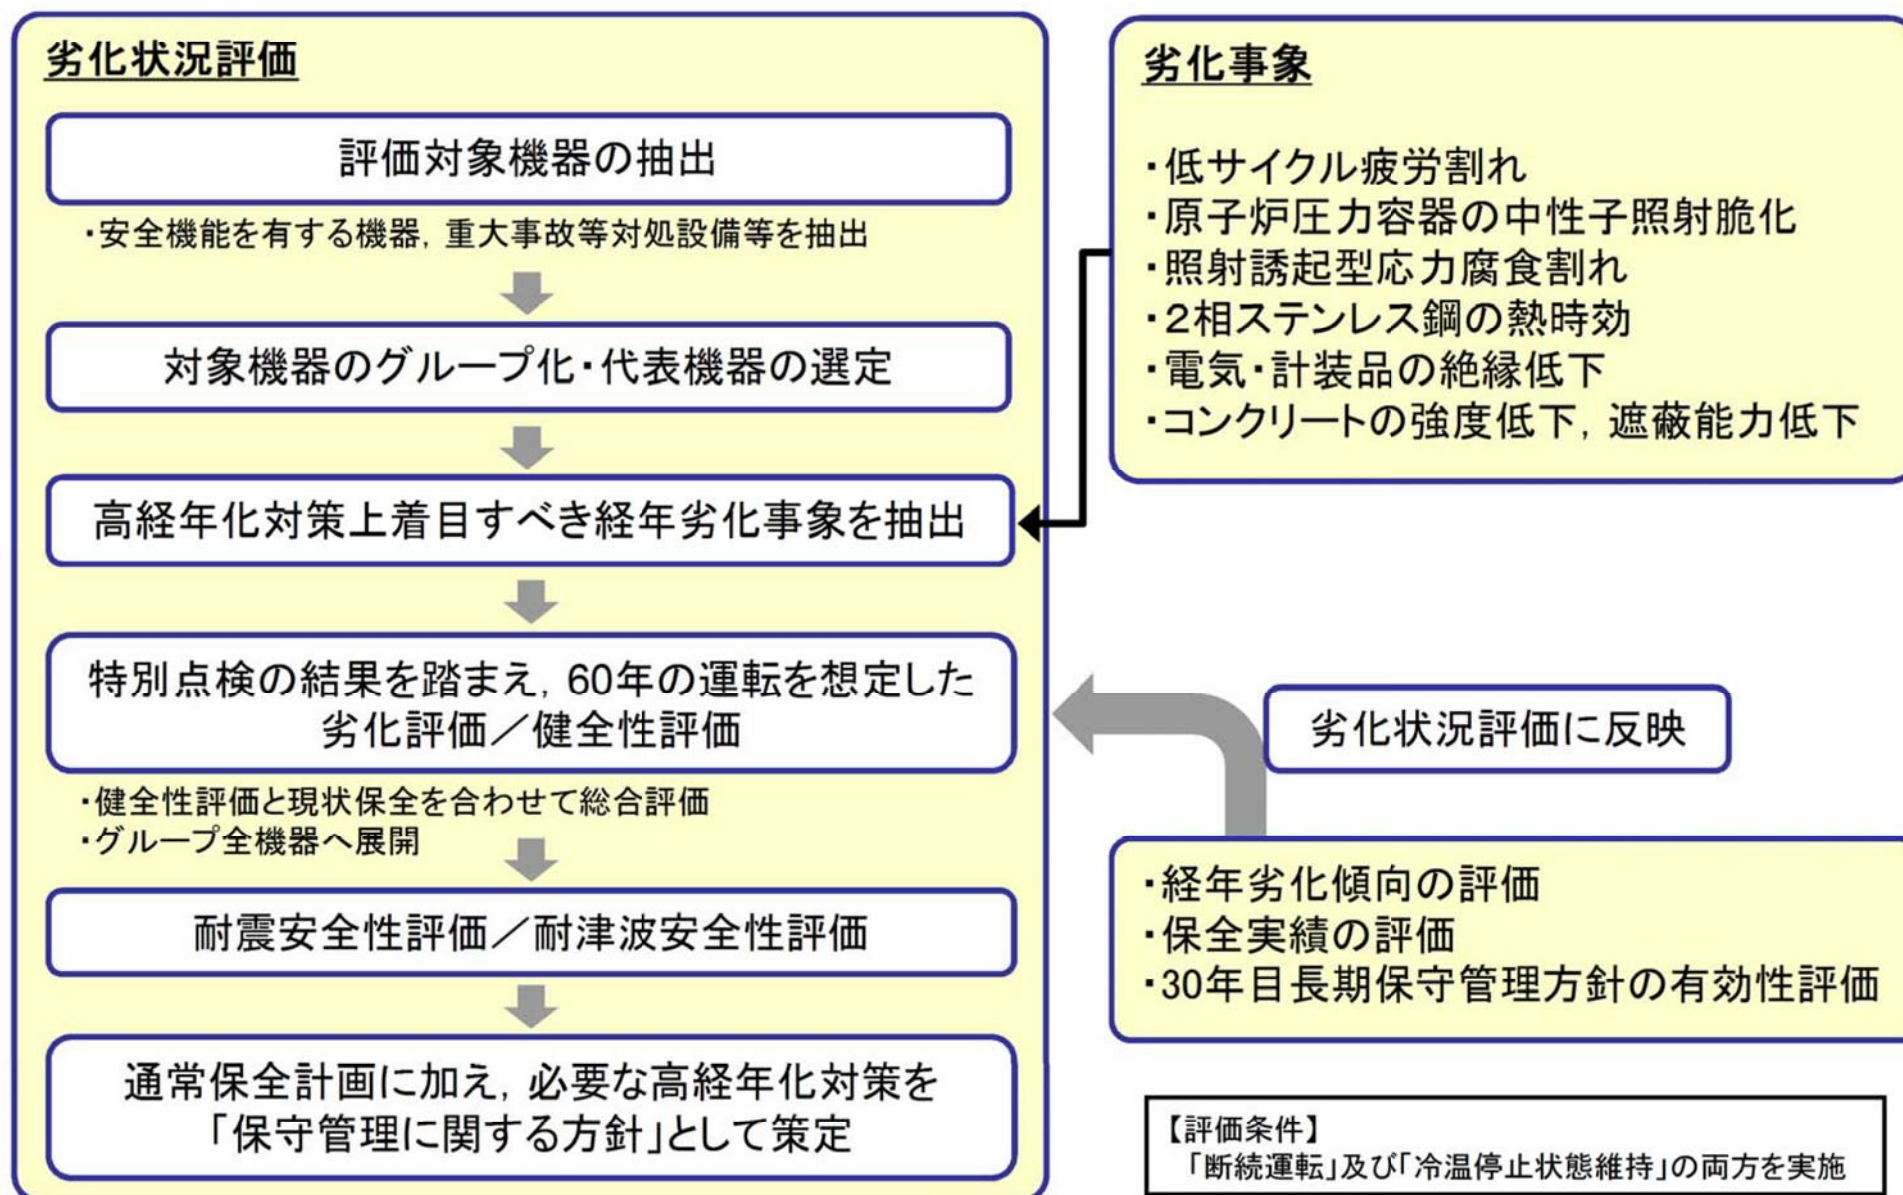 劣化状況評価
評価対象機器の抽出
・安全機能を有する機器，重大事故等対処設備等を抽出
対象機器のグループ化・代表機器の選定
高経年化対策上着目すべき経年劣化事象を抽出
特別点検の結果を踏まえ，60年の運転を想定した
劣化評価／健全性評価
・健全性評価と現状保全を合わせて総合評価
・グループ全機器へ展開
耐震安全性評価／耐津波安全性評価
通常保全計画に加え，必要な高経年化対策を
「保守管理に関する方針」として策定
劣化事象
・低サイクル疲労割れ
・原子炉圧力容器の中性子照射脆化
・照射誘起型応力腐食割れ
・２相ステンレス鋼の熱時効
・電気・計装品の絶縁低下
・コンクリートの強度低下，遮蔽能力低下
劣化状況評価に反映
・経年劣化傾向の評価
・保全実績の評価
・30年目長期保守管理方針の有効性評価
【評価条件】
「断続運転」及び「冷温停止状態維持」の両方を実施